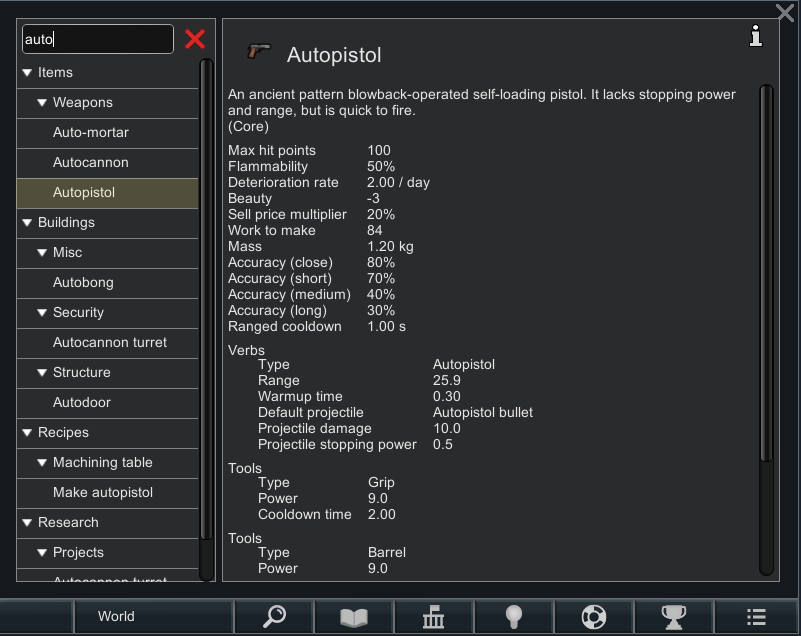 auto
Items
Weapons
Auto-mortar
Autocannon
Autopistol
Buildings
Misc
Autobong
Security
Autocannon turret
Structure
Autodoor
Recipes
Machining table
Make autopistol
Research
Projects
Autocannon turret
Autopistol
An ancient pattern blowback-operated self-loading pistol. It lacks stopping power
and range, but is quick to fire.
(Core)
Max hit points 100
Flammability 50%
Deterioration rate 2.00 / day
Beauty -3
Sell price multiplier 20%
Work to make 84
Mass 1.20 kg
Accuracy (close) 80%
Accuracy (short) 70%
Accuracy (medium) 40%
Accuracy (long) 30%
Ranged cooldown 1.00 s
Verbs
Type Autopistol
Range 25.9
Warmup time 0.30
Default projectile Autopistol bullet
Projectile damage 10.0
Projectile stopping power 0.5
Tools
Type Grip
Power 9.0
Cooldown time 2.00
Tools
Type Barrel
Power 9.0
World